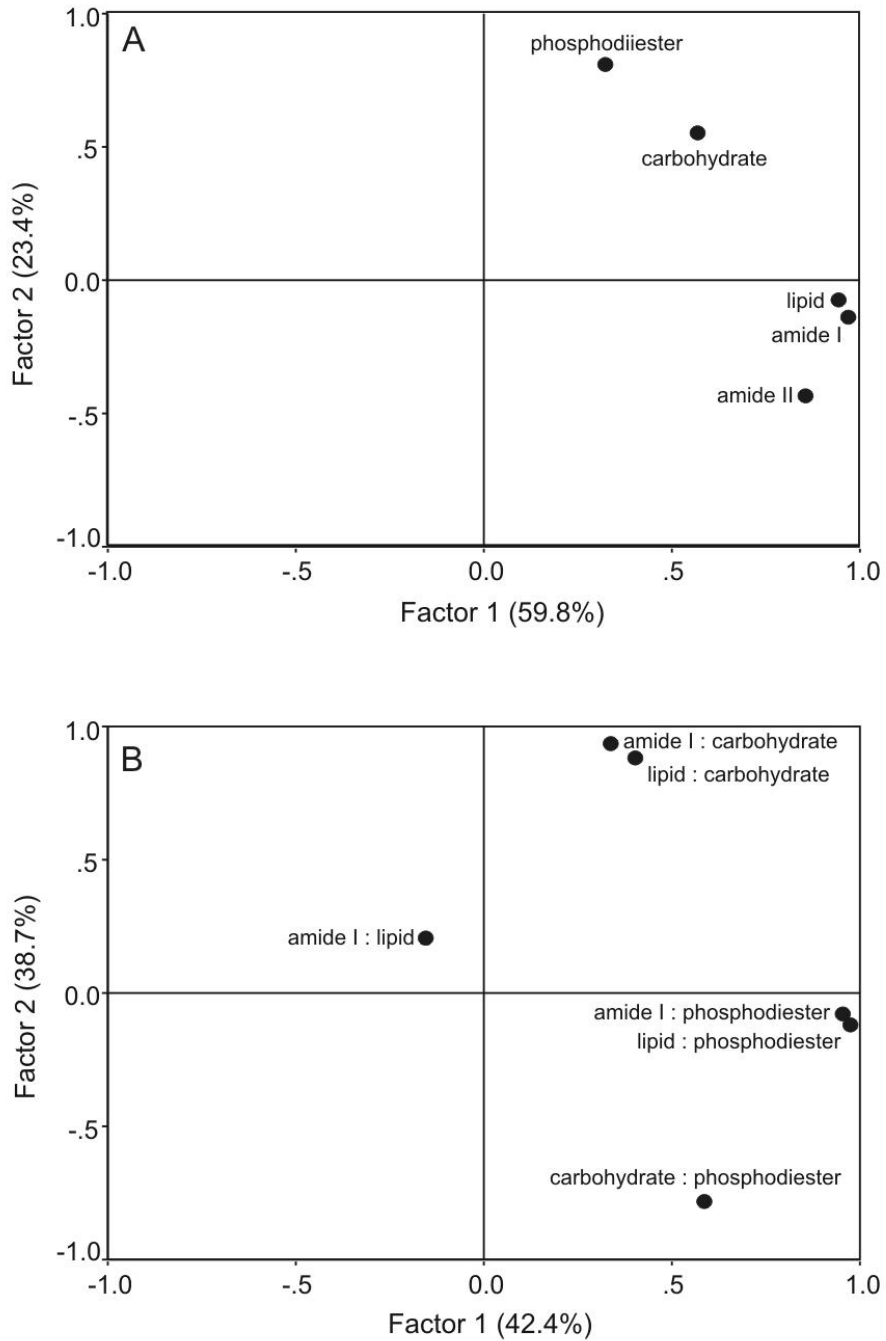 1.0
A
phosphodiiester
.5
carbohydrate
0.0
lipid
amide I
-.5
amide II
-1.0
-1.0 -.5 0.0 .5 1.0
Factor 1 (59.8%)
Factor 2 (23.4%)
1.0
B
amide I : carbohydrate
lipid : carbohydrate
.5
amide I : lipid
0.0
amide I : phosphodiester
lipid : phosphodiester
-.5
carbohydrate : phosphodiester
-1.0
-1.0 -.5 0.0 .5 1.0
Factor 1 (42.4%)
Factor 2 (38.7%)